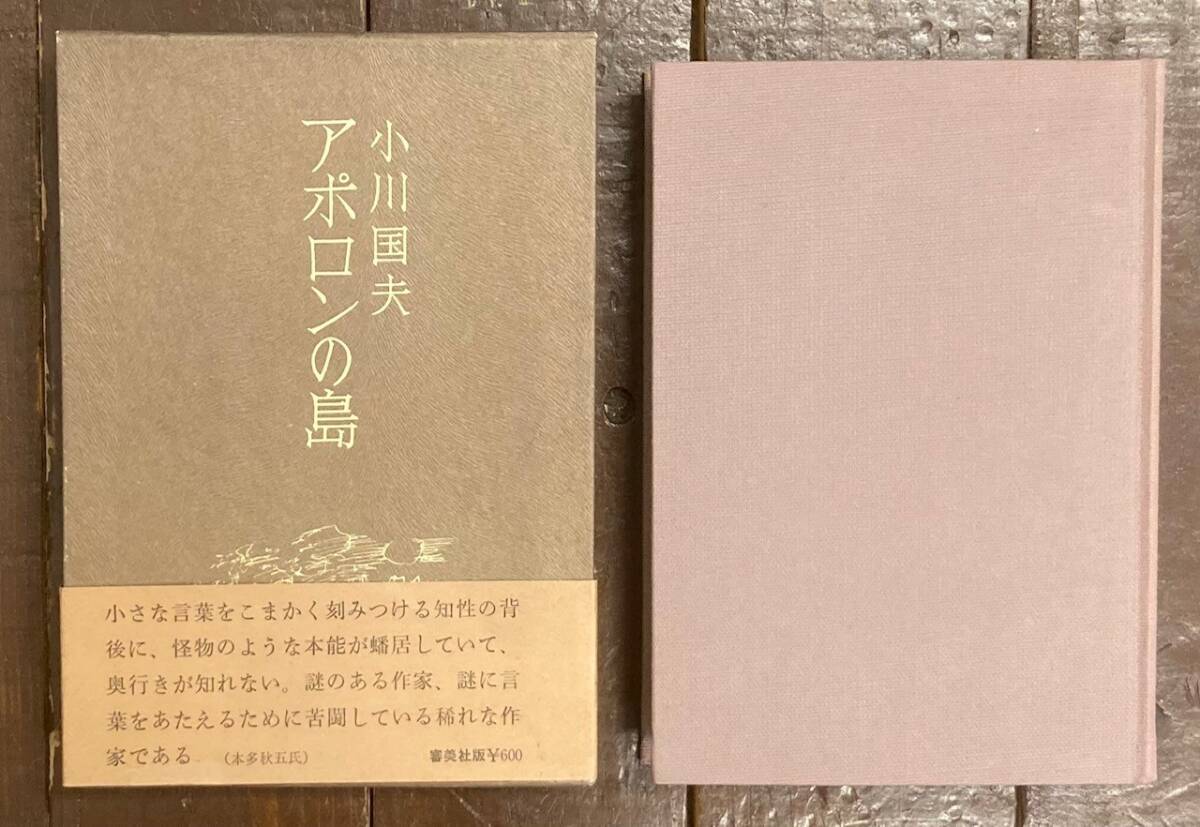 小川国夫
アポロンの島
小さな言葉をこまかく刻みつける知性の背
後に、怪物のような本能が蟠居していて、
奥行きが知れない。謎のある作家、謎に言
葉をあたえるために苦闘している稀れな作
家である （本多秋五氏） 審美社版¥600